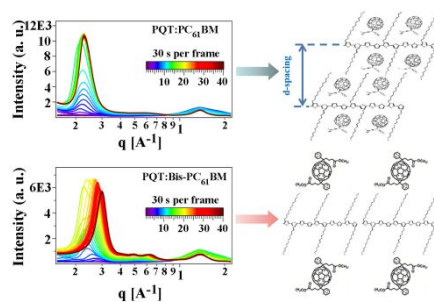 12E3
10
8
6
4
2
Intensity (a. u.)
PQT:PC61BM
30 s per frame
0 10 20 30 40
3 4 5 6 7 8 9 1 2
q [A⁻¹]
d-spacing
6E3
4
2
Intensity (a. u.)
PQT:Bis-PC61BM
30 s per frame
0 10 20 30 40
3 4 5 6 7 8 9 1 2
q [A⁻¹]